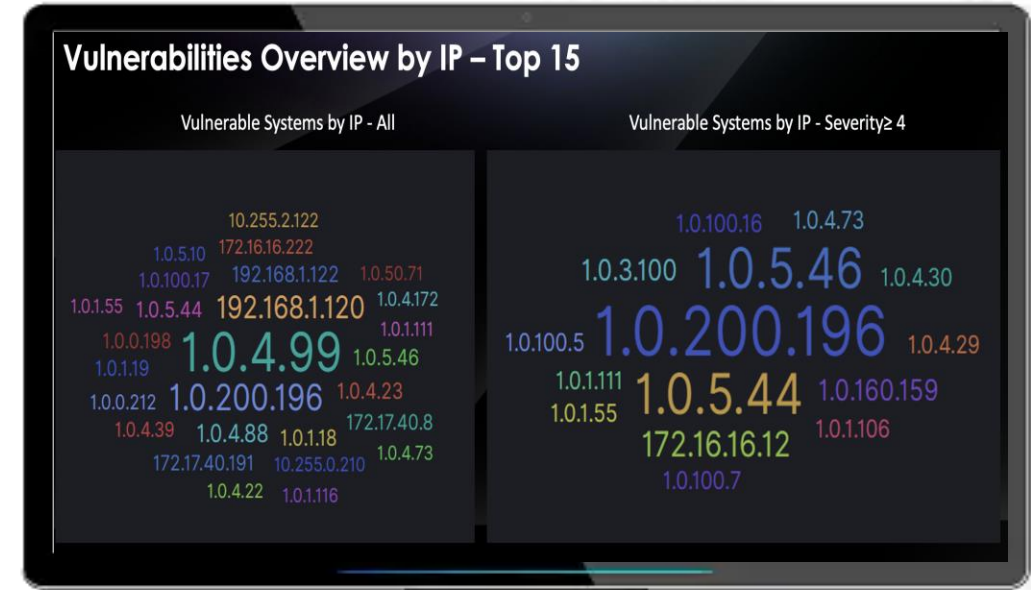 Vulnerabilities Overview by IP – Top 15
Vulnerable Systems by IP - All
10.255.2.122
1.0.5.10 172.16.16.222
1.0.100.17 192.168.1.122 1.0.50.71
1.0.1.55 1.0.5.44 192.168.1.120 1.0.4.172
1.0.1.111
1.0.0.198 1.0.4.99 1.0.5.46
1.0.1.19
1.0.0.212 1.0.200.196 1.0.4.23
1.0.4.39 1.0.4.88 1.0.1.18 172.17.40.8
172.17.40.191 10.255.0.210 1.0.4.73
1.0.4.22 1.0.1.116
Vulnerable Systems by IP - Severity≥ 4
1.0.100.16 1.0.4.73
1.0.3.100 1.0.5.46 1.0.4.30
1.0.100.5 1.0.200.196 1.0.4.29
1.0.1.111 1.0.5.44 1.0.160.159
1.0.1.55
172.16.16.12 1.0.1.106
1.0.100.7